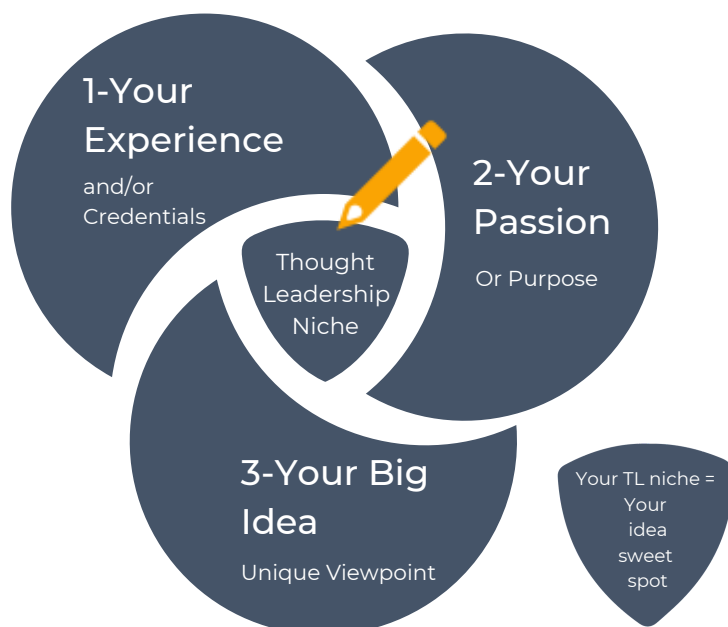 1-Your
Experience
and/or
Credentials
2-Your
Passion
Or Purpose
Thought
Leadership
Niche
3-Your Big
Idea
Unique Viewpoint
Your TL niche =
Your
idea
sweet
spot